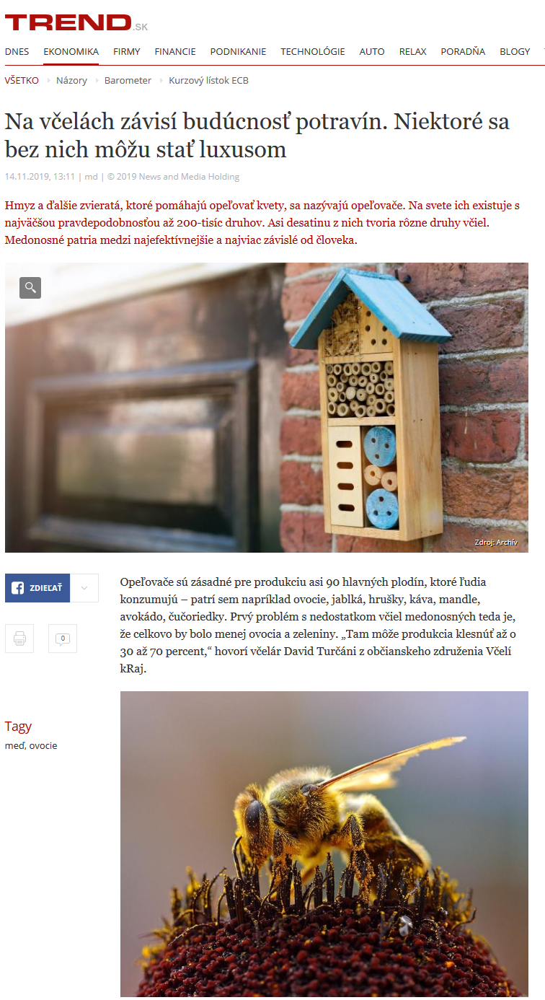 TREND.SK
DNES EKONOMIKA FIRMY FINANCIE PODNIKANIE TECHNOLÓGIE AUTO RELAX PORADŇA BLOGY
VŠETKO Názory Barometer Kurzový lístok ECB
Na včelách závisí budúcnosť potravín. Niektoré sa
bez nich môžu stať luxusom
14.11.2019, 13:11 | md | © 2019 News and Media Holding
Hmyz a ďalšie zvieratá, ktoré pomáhajú opeľovať kvety, sa nazývajú opeľovače. Na svete ich existuje s
najväčšou pravdepodobnosťou až 200-tisíc druhov. Asi desatinu z nich tvoria rôzne druhy včiel.
Medonosné patria medzi najefektívnejšie a najviac závislé od človeka.
Zdroj: Archív
ZDIEĽAŤ
0
Opeľovače sú zásadné pre produkciu asi 90 hlavných plodín, ktoré ľudia
konzumujú – patrí sem napríklad ovocie, jablká, hrušky, káva, mandle,
avokádo, čučoriedky. Prvý problém s nedostatkom včiel medonosných teda je,
že celkovo by bolo menej ovocia a zeleniny. „Tam môže produkcia klesnúť až o
30 až 70 percent,“ hovorí včelár David Turčáni z občianskeho združenia Včelí
kRaj.
Tagy
meď, ovocie